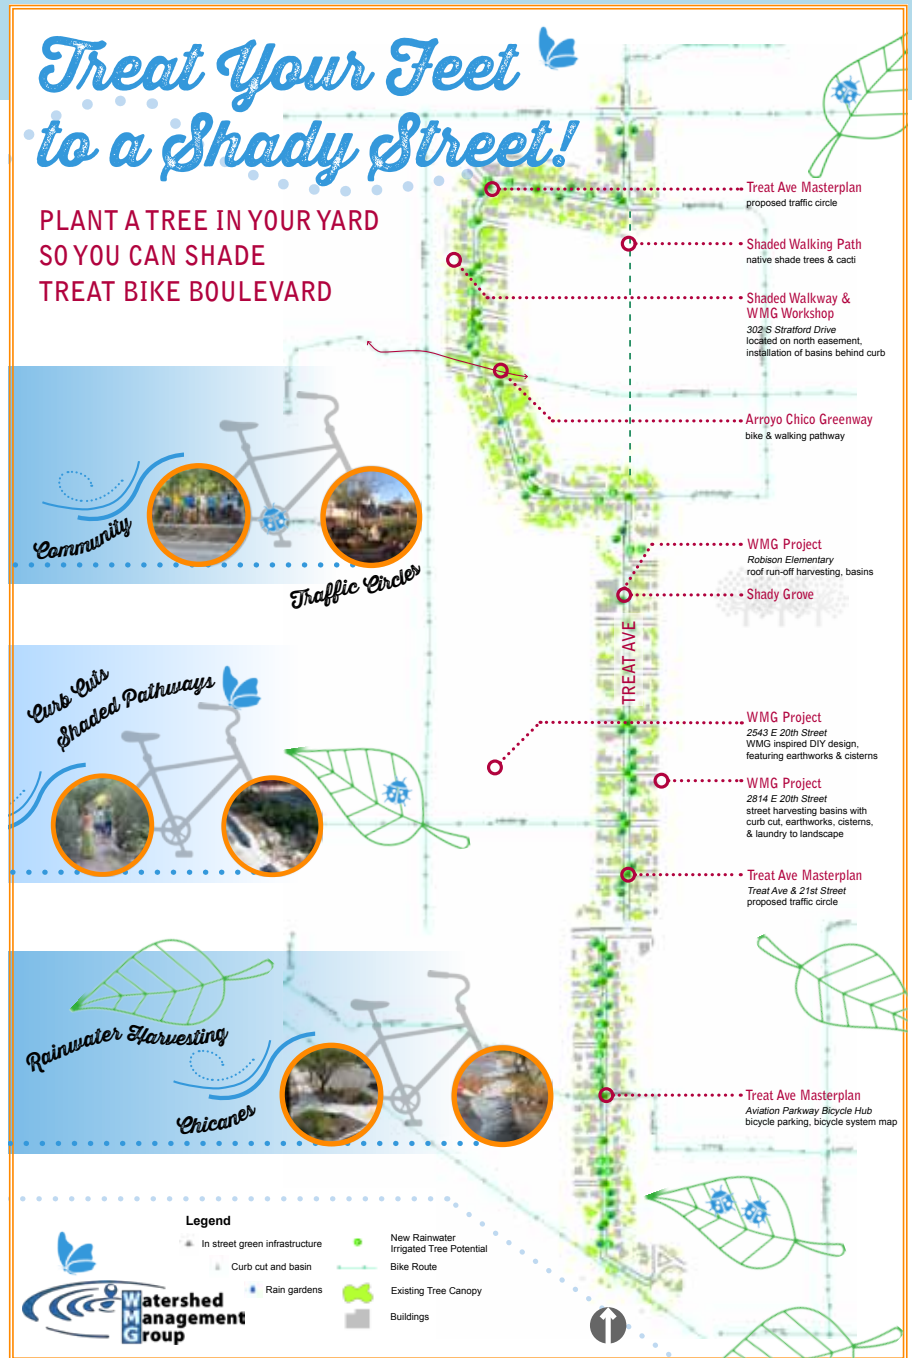 Treat Your Feet
to a Shady Street!
PLANT A TREE IN YOUR YARD
SO YOU CAN SHADE
TREAT BIKE BOULEVARD
Treat Ave Masterplan
proposed traffic circle
Shaded Walking Path
native shade trees & cacti
Shaded Walkway &
WMG Workshop
302 S Stratford Drive
located on north easement,
installation of basins behind curb
Arroyo Chico Greenway
bike & walking pathway
Community
Traffic Circles
WMG Project
Robison Elementary
roof run-off harvesting, basins
Shady Grove
TREAT AVE
Curb Cuts
Shaded Pathways
WMG Project
2543 E 20th Street
WMG inspired DIY design,
featuring earthworks & cisterns
WMG Project
2814 E 20th Street
street harvesting basins with
curb cut, earthworks, cisterns,
& laundry to landscape
Treat Ave Masterplan
Treat Ave & 21st Street
proposed traffic circle
Rainwater Harvesting
Chicanes
Treat Ave Masterplan
Aviation Parkway Bicycle Hub
bicycle parking, bicycle system map
Legend
In street green infrastructure
Curb cut and basin
Rain gardens
New Rainwater
Irrigated Tree Potential
Bike Route
Existing Tree Canopy
Buildings
Watershed
Management
Group